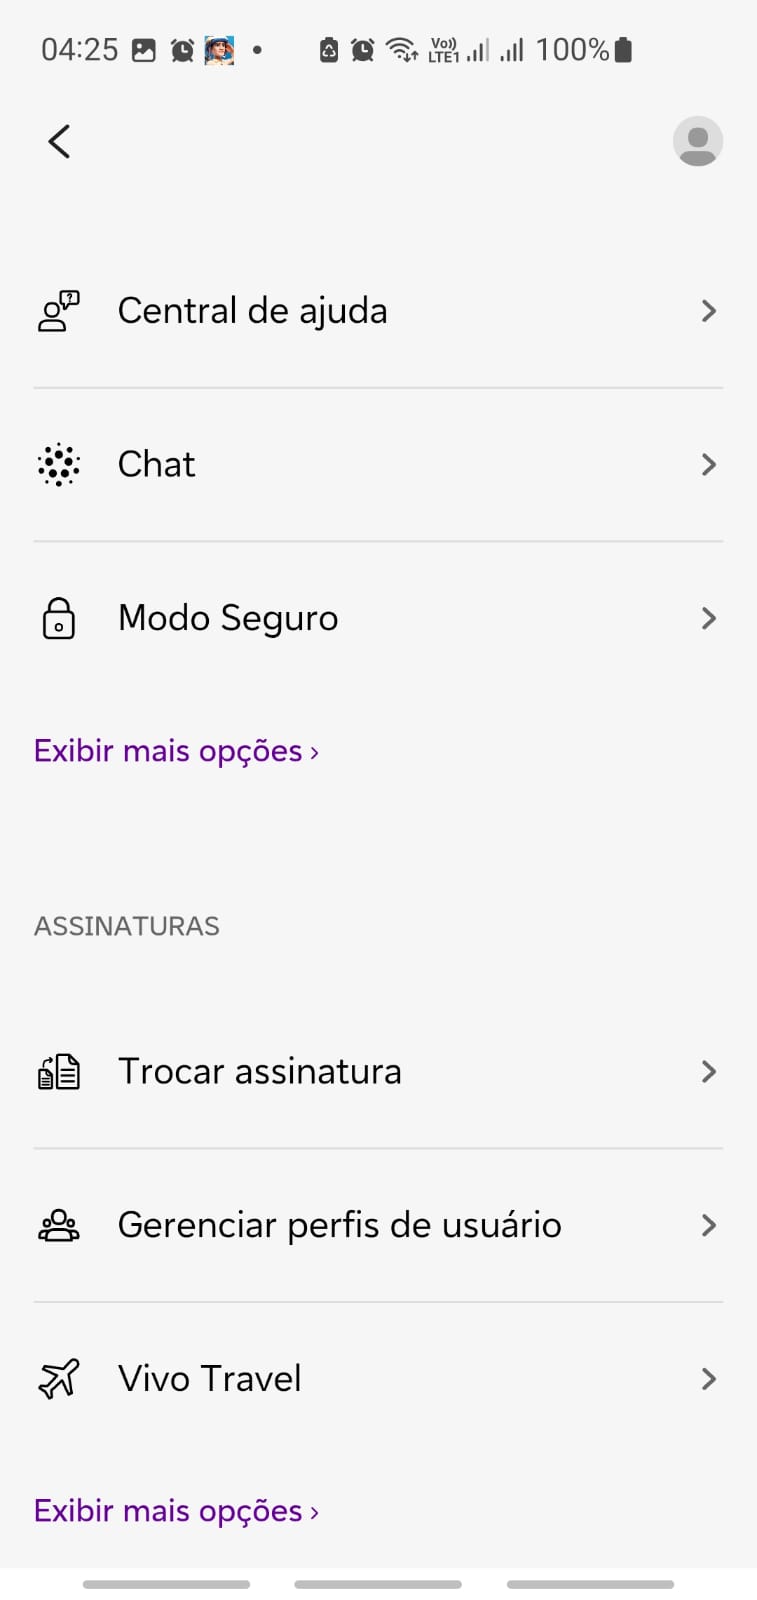 04:25 Vo)) LTE1 100%
Central de ajuda
Chat
Modo Seguro
Exibir mais opções ›
ASSINATURAS
Trocar assinatura
Gerenciar perfis de usuário
Vivo Travel
Exibir mais opções ›